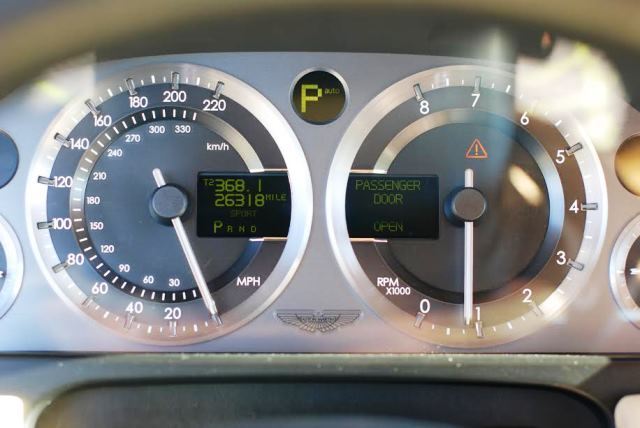 P auto
220
200
180
160
140
120
100
80
60
40
20
330
300
270
240
210
180
150
120
90
60
30
km/h
MPH
T2 368.1
26318 MILE
SPORT
P R N D
8
7
6
5
4
3
2
1
0
PASSENGER
DOOR
OPEN
RPM
X1000